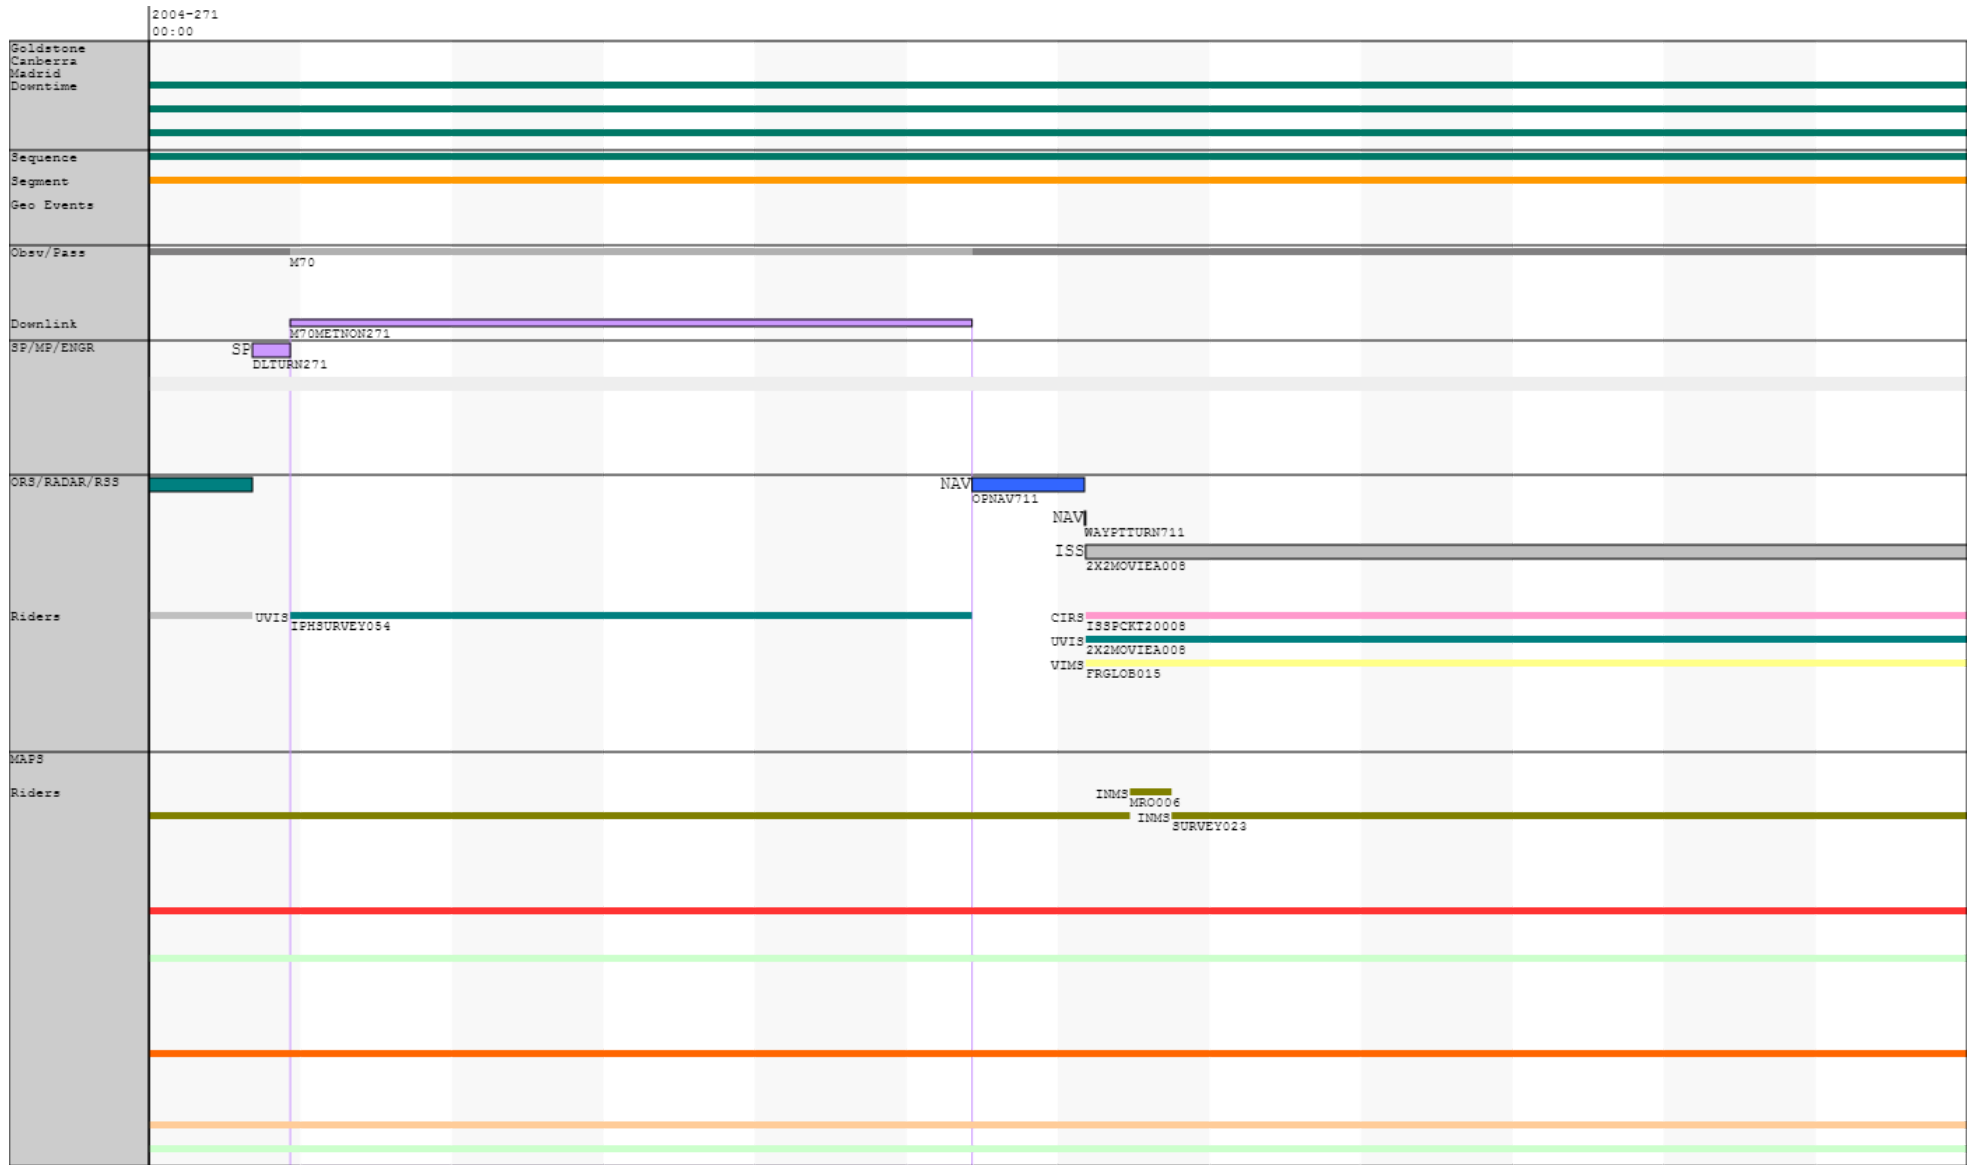 2004-271
00:00
Goldstone
Canberra
Madrid
Downtime
Sequence
Segment
Geo Events
Obsv/Pass
M70
Downlink
M70METNON271
SP/MP/ENGR
SP
DLTURN271
ORS/RADAR/RSS
NAV
OPNAV711
NAV
WAYPTTURN711
ISS
2X2MOVIEA008
Riders
UVIS
IPHSURVEY054
CIRS
ISSPCKT20008
UVIS
2X2MOVIEA008
VIMS
FRGLOB015
MAPS
Riders
INMS
MRO006
INMS
SURVEY023